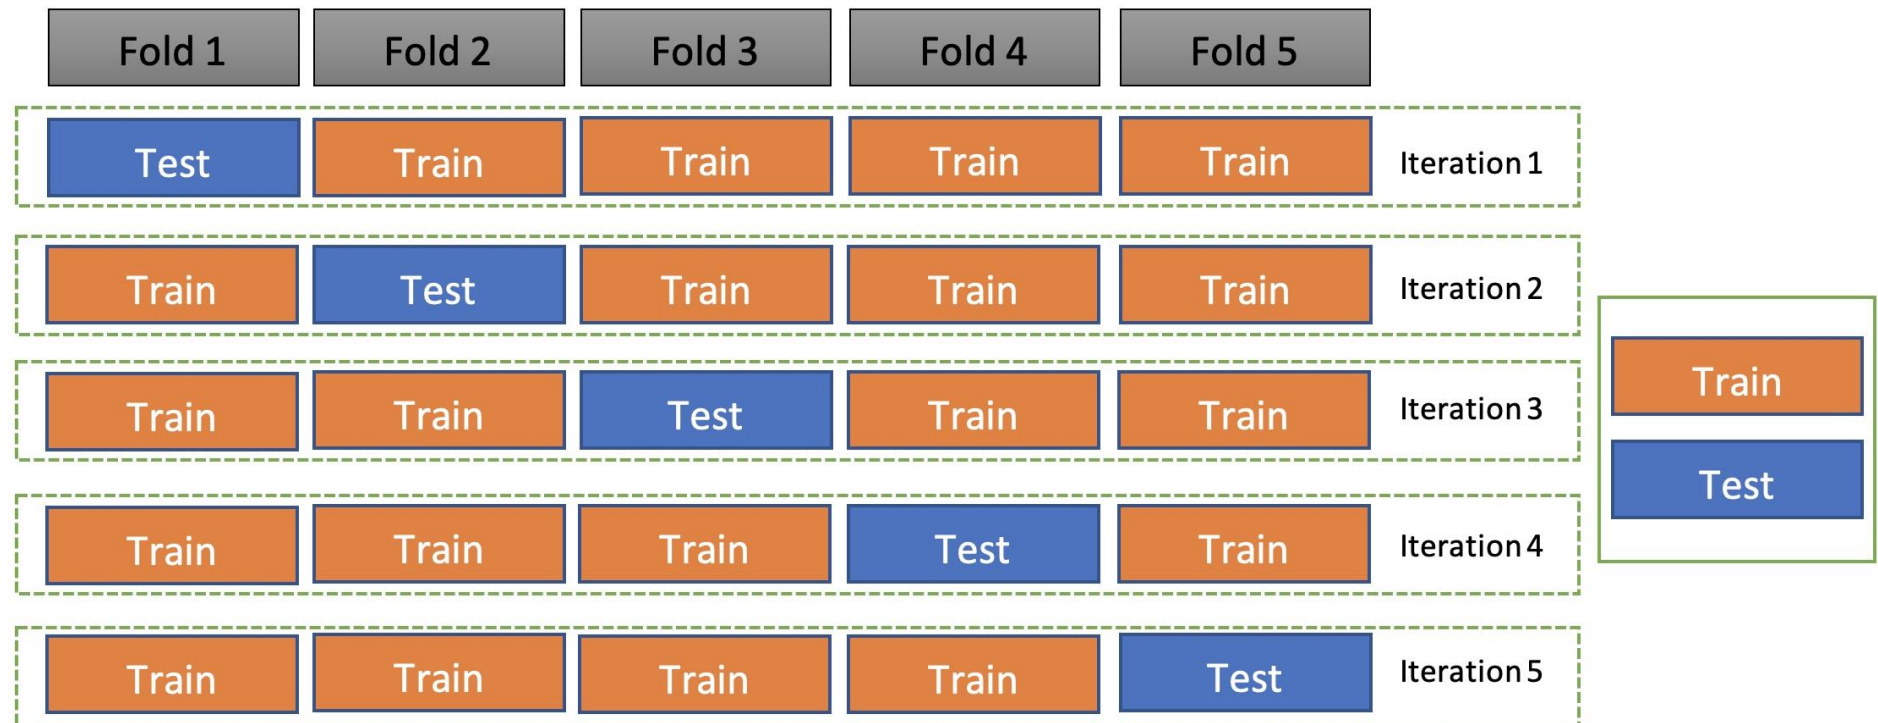 Fold 1 Fold 2 Fold 3 Fold 4 Fold 5
Test Train Train Train Train Iteration 1
Train Test Train Train Train Iteration 2
Train Train Test Train Train Iteration 3
Train Train Train Test Train Iteration 4
Train Train Train Train Test Iteration 5
Train
Test